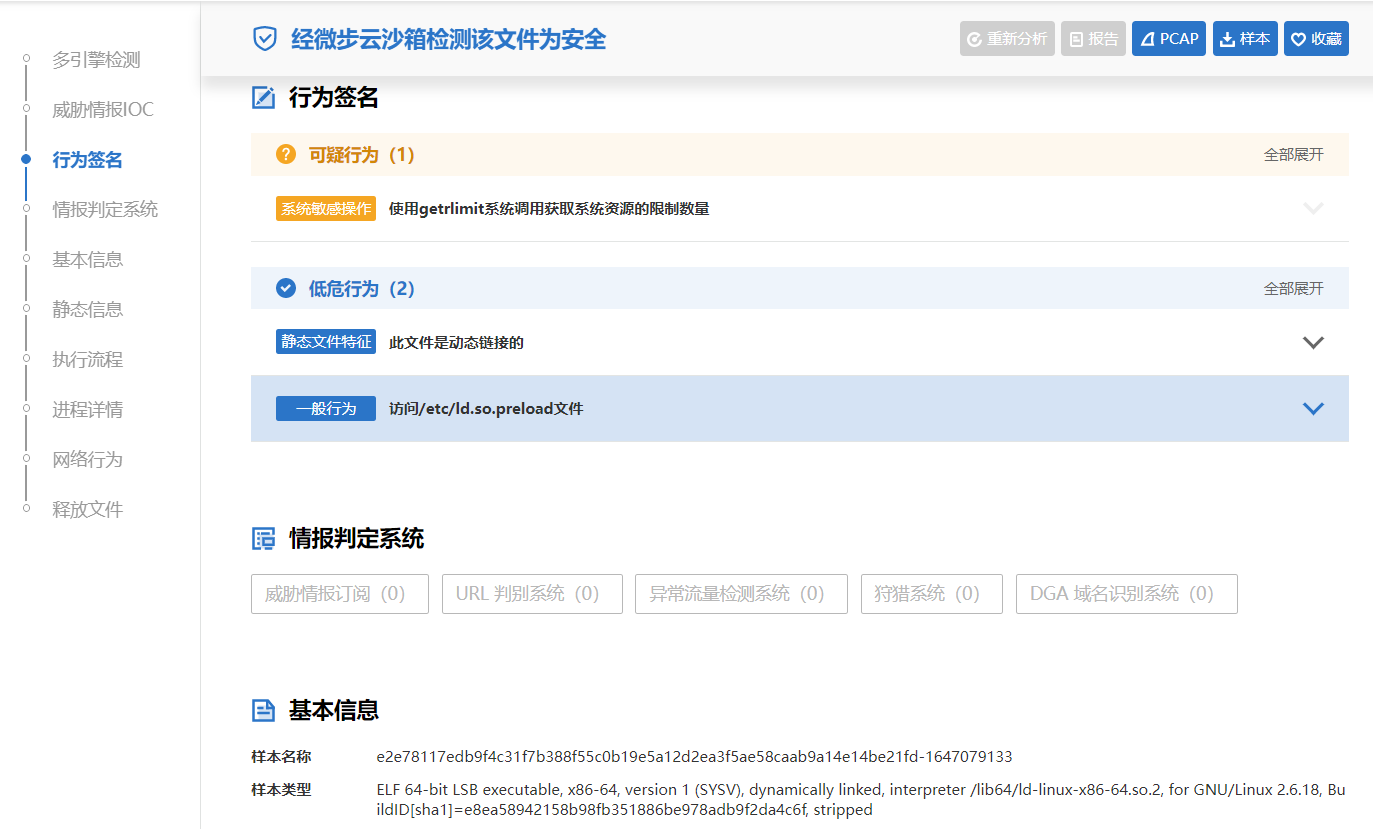 多引擎检测
威胁情报IOC
行为签名
情报判定系统
基本信息
静态信息
执行流程
进程详情
网络行为
释放文件
经微步云沙箱检测该文件为安全
重新分析 报告 PCAP 样本 收藏
行为签名
可疑行为（1） 全部展开
系统敏感操作 使用getrlimit系统调用获取系统资源的限制数量
低危行为（2） 全部展开
静态文件特征 此文件是动态链接的
一般行为 访问/etc/ld.so.preload文件
情报判定系统
威胁情报订阅（0） URL 判别系统（0） 异常流量检测系统（0） 狩猎系统（0） DGA 域名识别系统（0）
基本信息
样本名称 e2e78117edb9f4c31f7b388f55c0b19e5a12d2ea3f5ae58caab9a14e14be21fd-1647079133
样本类型 ELF 64-bit LSB executable, x86-64, version 1 (SYSV), dynamically linked, interpreter /lib64/ld-linux-x86-64.so.2, for GNU/Linux 2.6.18, Bu
ildID[sha1]=e8ea58942158b98fb351886be978adb9f2da4c6f, stripped